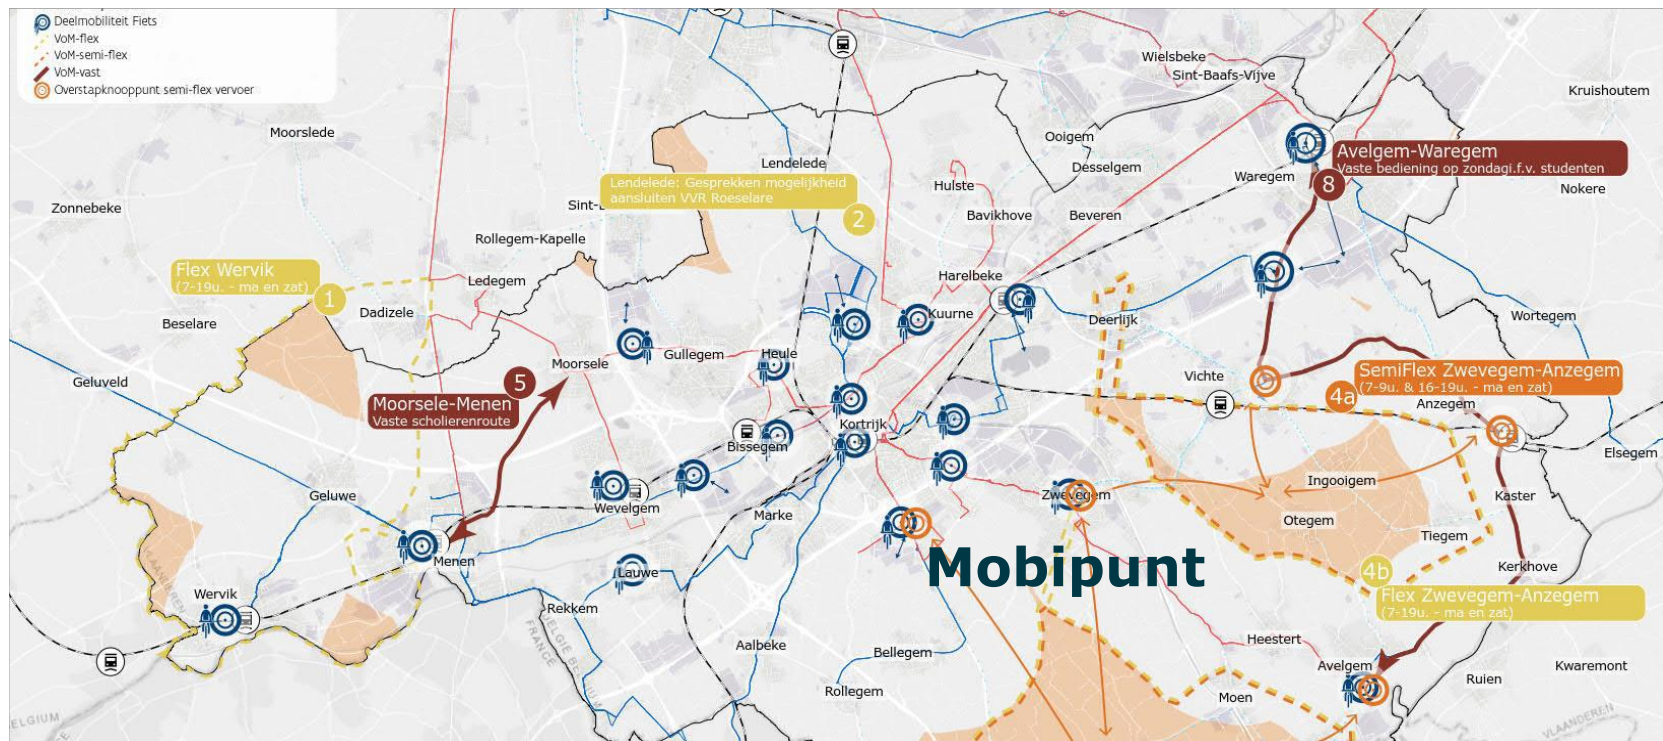 Deelmobiliteit Fiets
VoM-flex
VoM-semi-flex
VoM-vast
Overstapknooppunt semi-flex vervoer
Wielsbeke
Sint-Baafs-Vijve
Kruishoutem
Moorslede
Ooigem
Lendelede
Desselgem
Avelgem-Waregem
Vaste bediening op zondagi.f.v. studenten
8
Waregem
Nokere
Lendelede: Gesprekken mogelijkheid
aansluiten VVR Roeselare
2
Hulste
Zonnebeke
Bavikhove
Beveren
Rollegem-Kapelle
Flex Wervik
(7-19u. - ma en zat)
1
Ledegem
Harelbeke
Dadizele
Beselare
Kuurne
Deerlijk
Wortegem
Gullegem
Heule
Moorsele
5
Moorsele-Menen
Vaste scholierenroute
Geluveld
Vichte
SemiFlex Zwevegem-Anzegem
(7-9u. & 16-19u. - ma en zat)
4a
Anzegem
Kortrijk
Bissegem
Elsegem
Geluwe
Wevelgem
Marke
Zwevegem
Ingooigem
Kaster
Otegem
Tiegem
Mobipunt
Menen
Lauwe
Kerkhove
4b
Flex Zwevegem-Anzegem
(7-19u. - ma en zat)
Wervik
Rekkem
Aalbeke
Bellegem
Heestert
Avelgem
Kwaremont
Ruien
Rollegem
Moen
FRANCE
VLAANDEREN